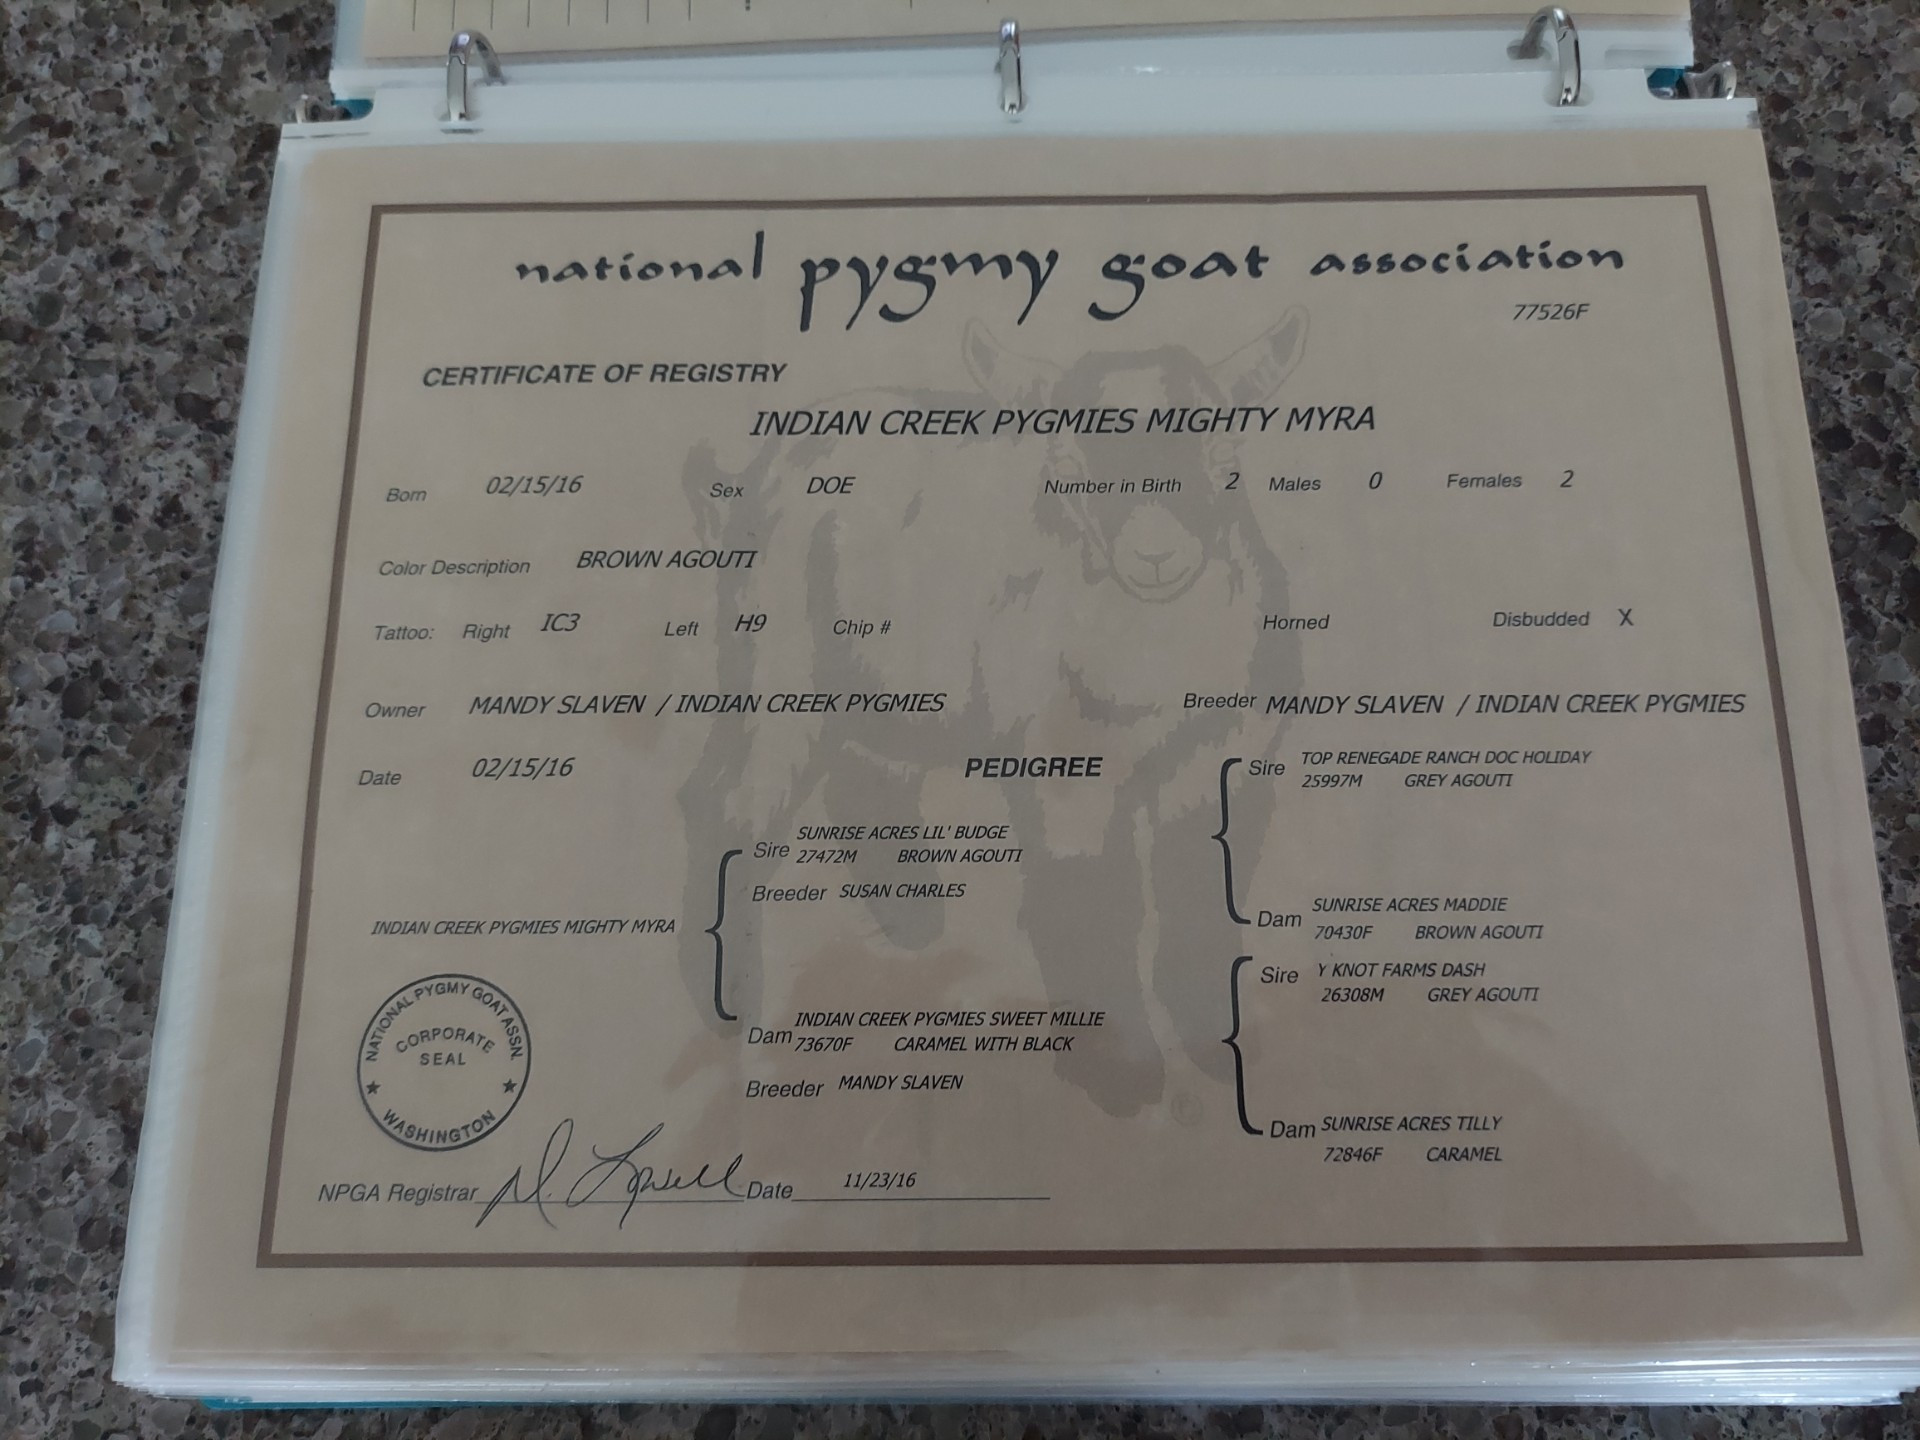 national pygmy goat association
77526F
CERTIFICATE OF REGISTRY
INDIAN CREEK PYGMIES MIGHTY MYRA
Born 02/15/16 Sex DOE Number in Birth 2 Males 0 Females 2
Color Description BROWN AGOUTI
Tattoo: Right IC3 Left H9 Chip # Horned Disbudded X
Owner MANDY SLAVEN / INDIAN CREEK PYGMIES Breeder MANDY SLAVEN / INDIAN CREEK PYGMIES
Date 02/15/16 PEDIGREE
Sire TOP RENEGADE RANCH DOC HOLIDAY
25997M GREY AGOUTI
SUNRISE ACRES LIL' BUDGE
Sire 27472M BROWN AGOUTI
Breeder SUSAN CHARLES
Dam SUNRISE ACRES MADDIE
70430F BROWN AGOUTI
INDIAN CREEK PYGMIES MIGHTY MYRA
Sire Y KNOT FARMS DASH
26308M GREY AGOUTI
INDIAN CREEK PYGMIES SWEET MILLIE
Dam 73670F CARAMEL WITH BLACK
Breeder MANDY SLAVEN
Dam SUNRISE ACRES TILLY
72846F CARAMEL
NATIONAL PYGMY GOAT ASSN.
CORPORATE
SEAL
WASHINGTON
NPGA Registrar D. Lowell Date 11/23/16